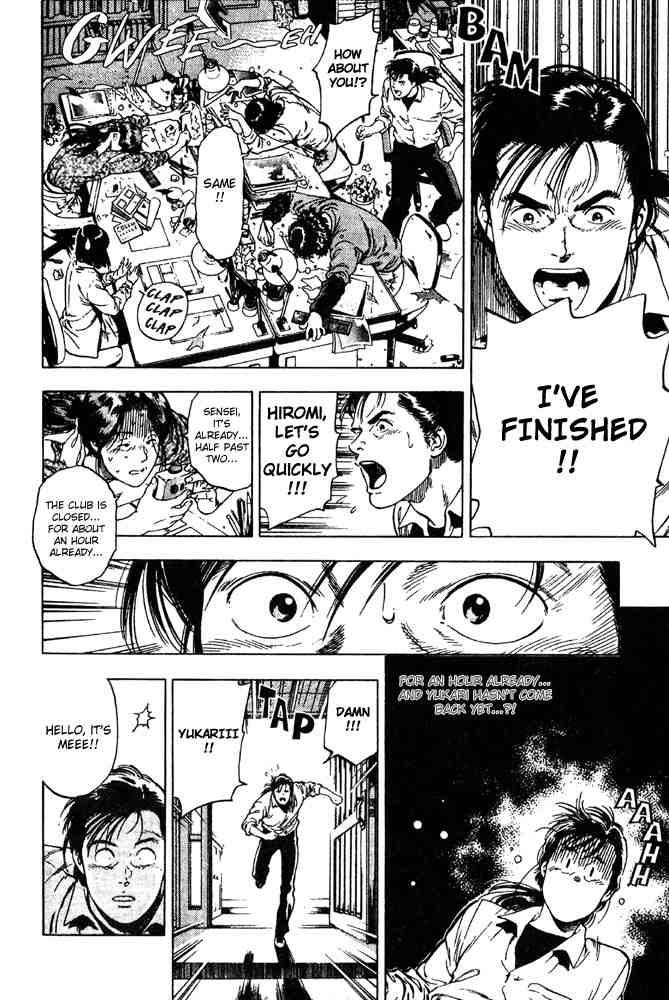 BAM
I'VE
FINISHED
!!
HOW
ABOUT
YOU!?
GWEE~EH
SAME
!!
CLAP
CLAP
CLAP
HIROMI,
LET'S
GO
QUICKLY
!!!
SENSEI,
IT'S
ALREADY...
HALF PAST
TWO...
THE CLUB IS
CLOSED...
FOR ABOUT
AN HOUR
ALREADY...
FOR AN HOUR ALREADY...
AND YUKARI HASN'T COME
BACK YET...?!
AAAHH
DAMN
!!!
TAP
YUKARIII
!!
HELLO, IT'S
MEEE!!